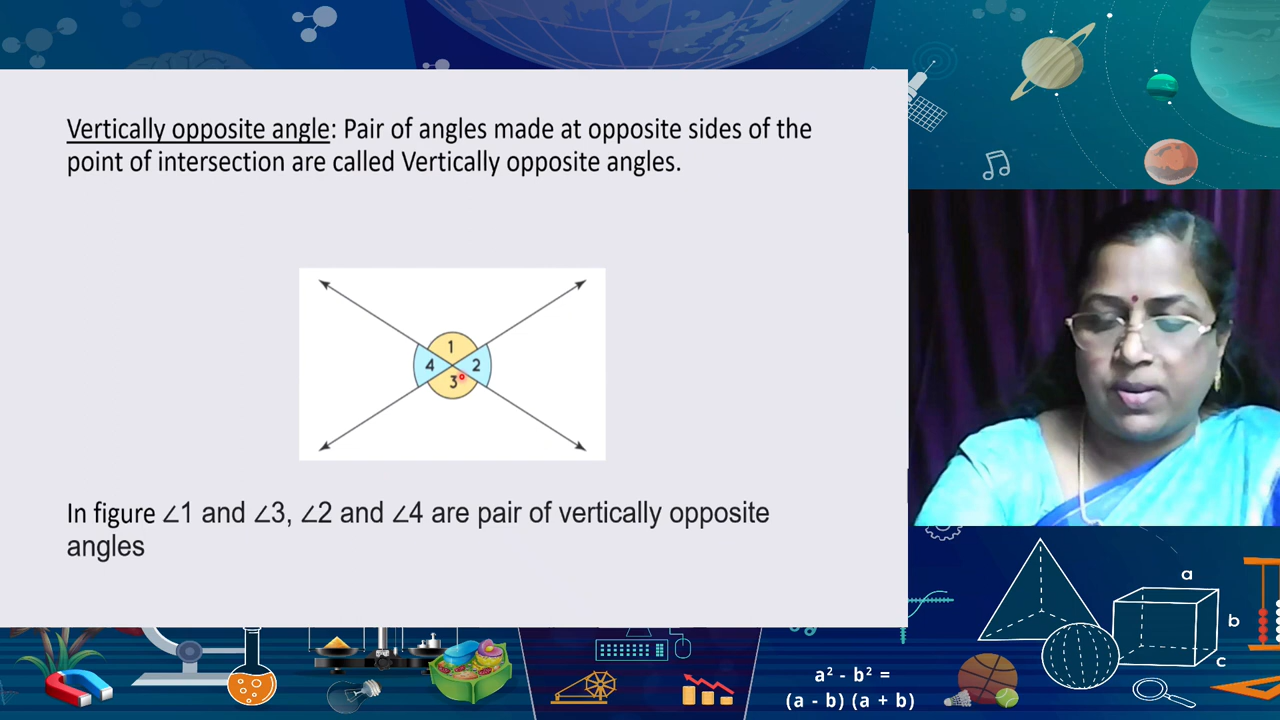 Vertically opposite angle: Pair of angles made at opposite sides of the
point of intersection are called Vertically opposite angles.
1
4
2
3
In figure ∠1 and ∠3, ∠2 and ∠4 are pair of vertically opposite
angles
a
b
c
a² - b² =
(a - b) (a + b)